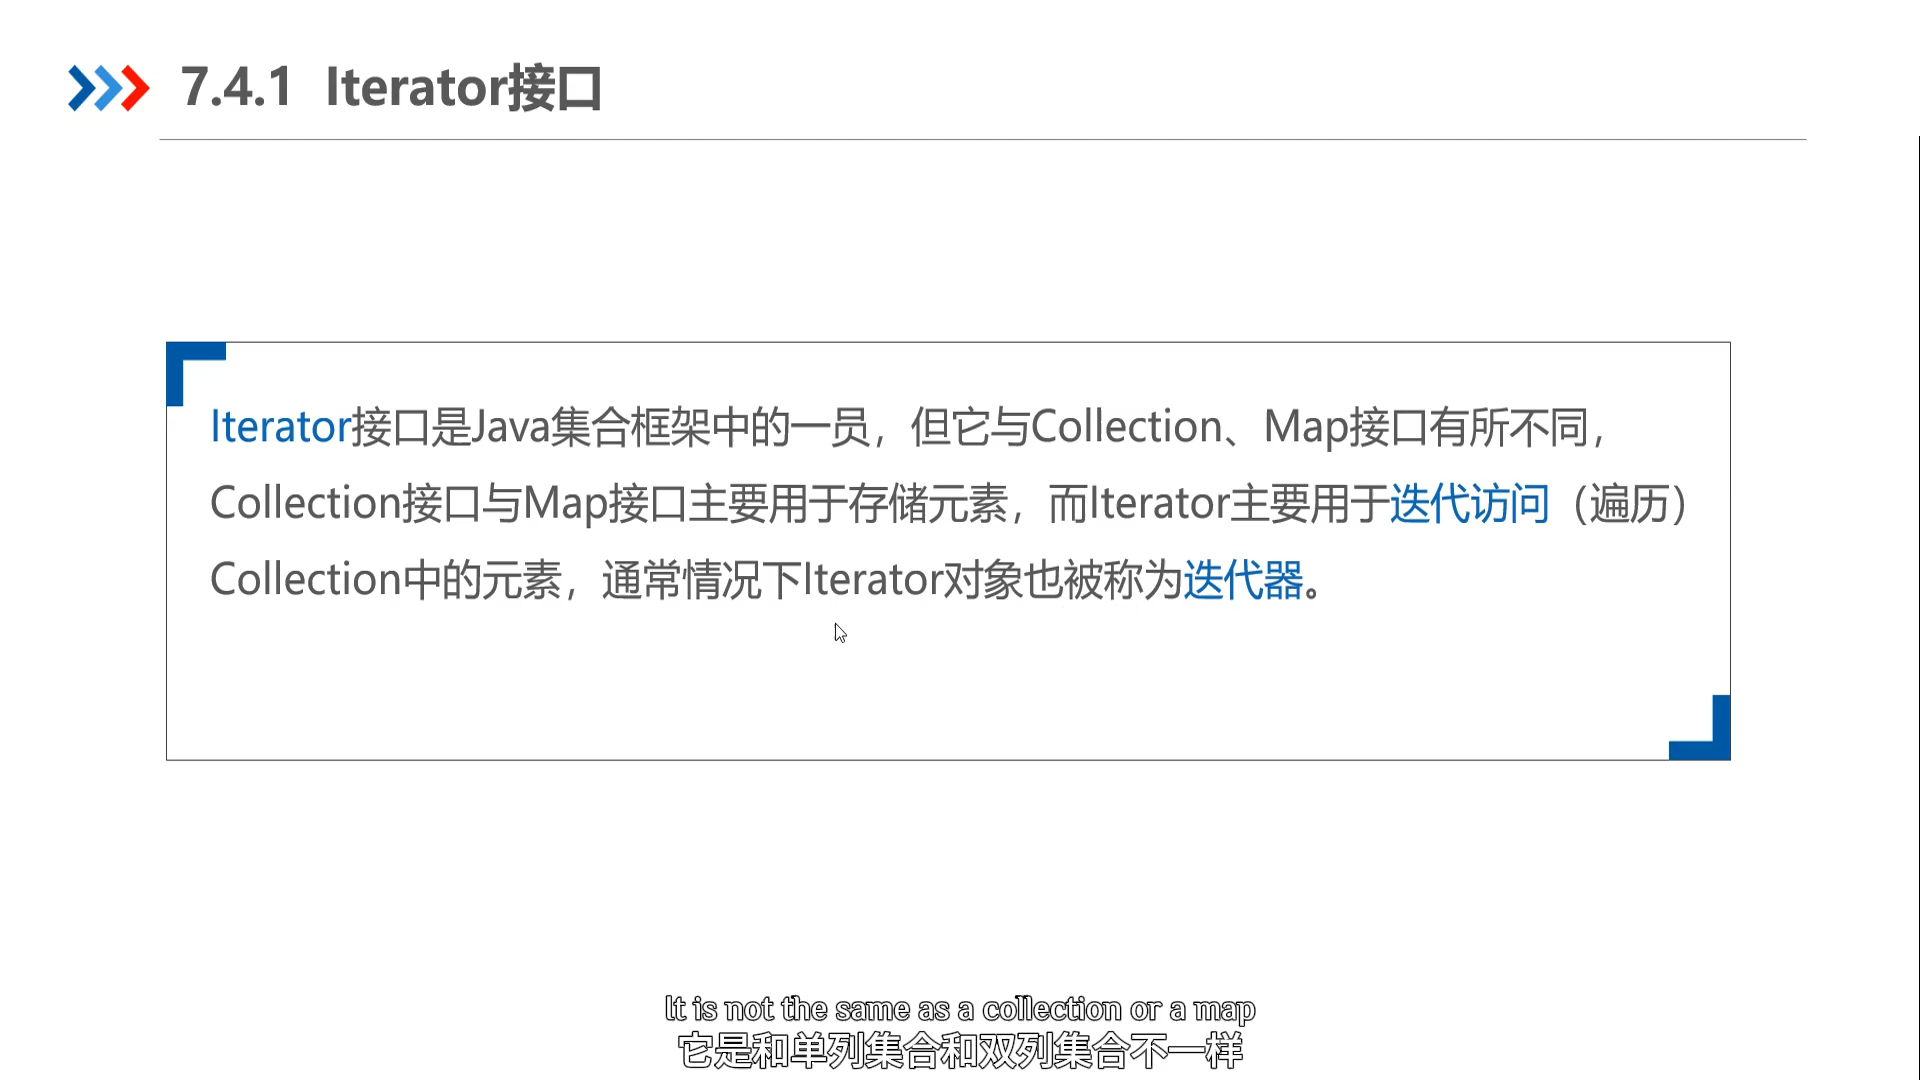 7.4.1 Iterator接口
Iterator接口是Java集合框架中的一员，但它与Collection、Map接口有所不同，
Collection接口与Map接口主要用于存储元素，而Iterator主要用于迭代访问（遍历）
Collection中的元素，通常情况下Iterator对象也被称为迭代器。
It is not the same as a collection or a map
它是和单列集合和双列集合不一样